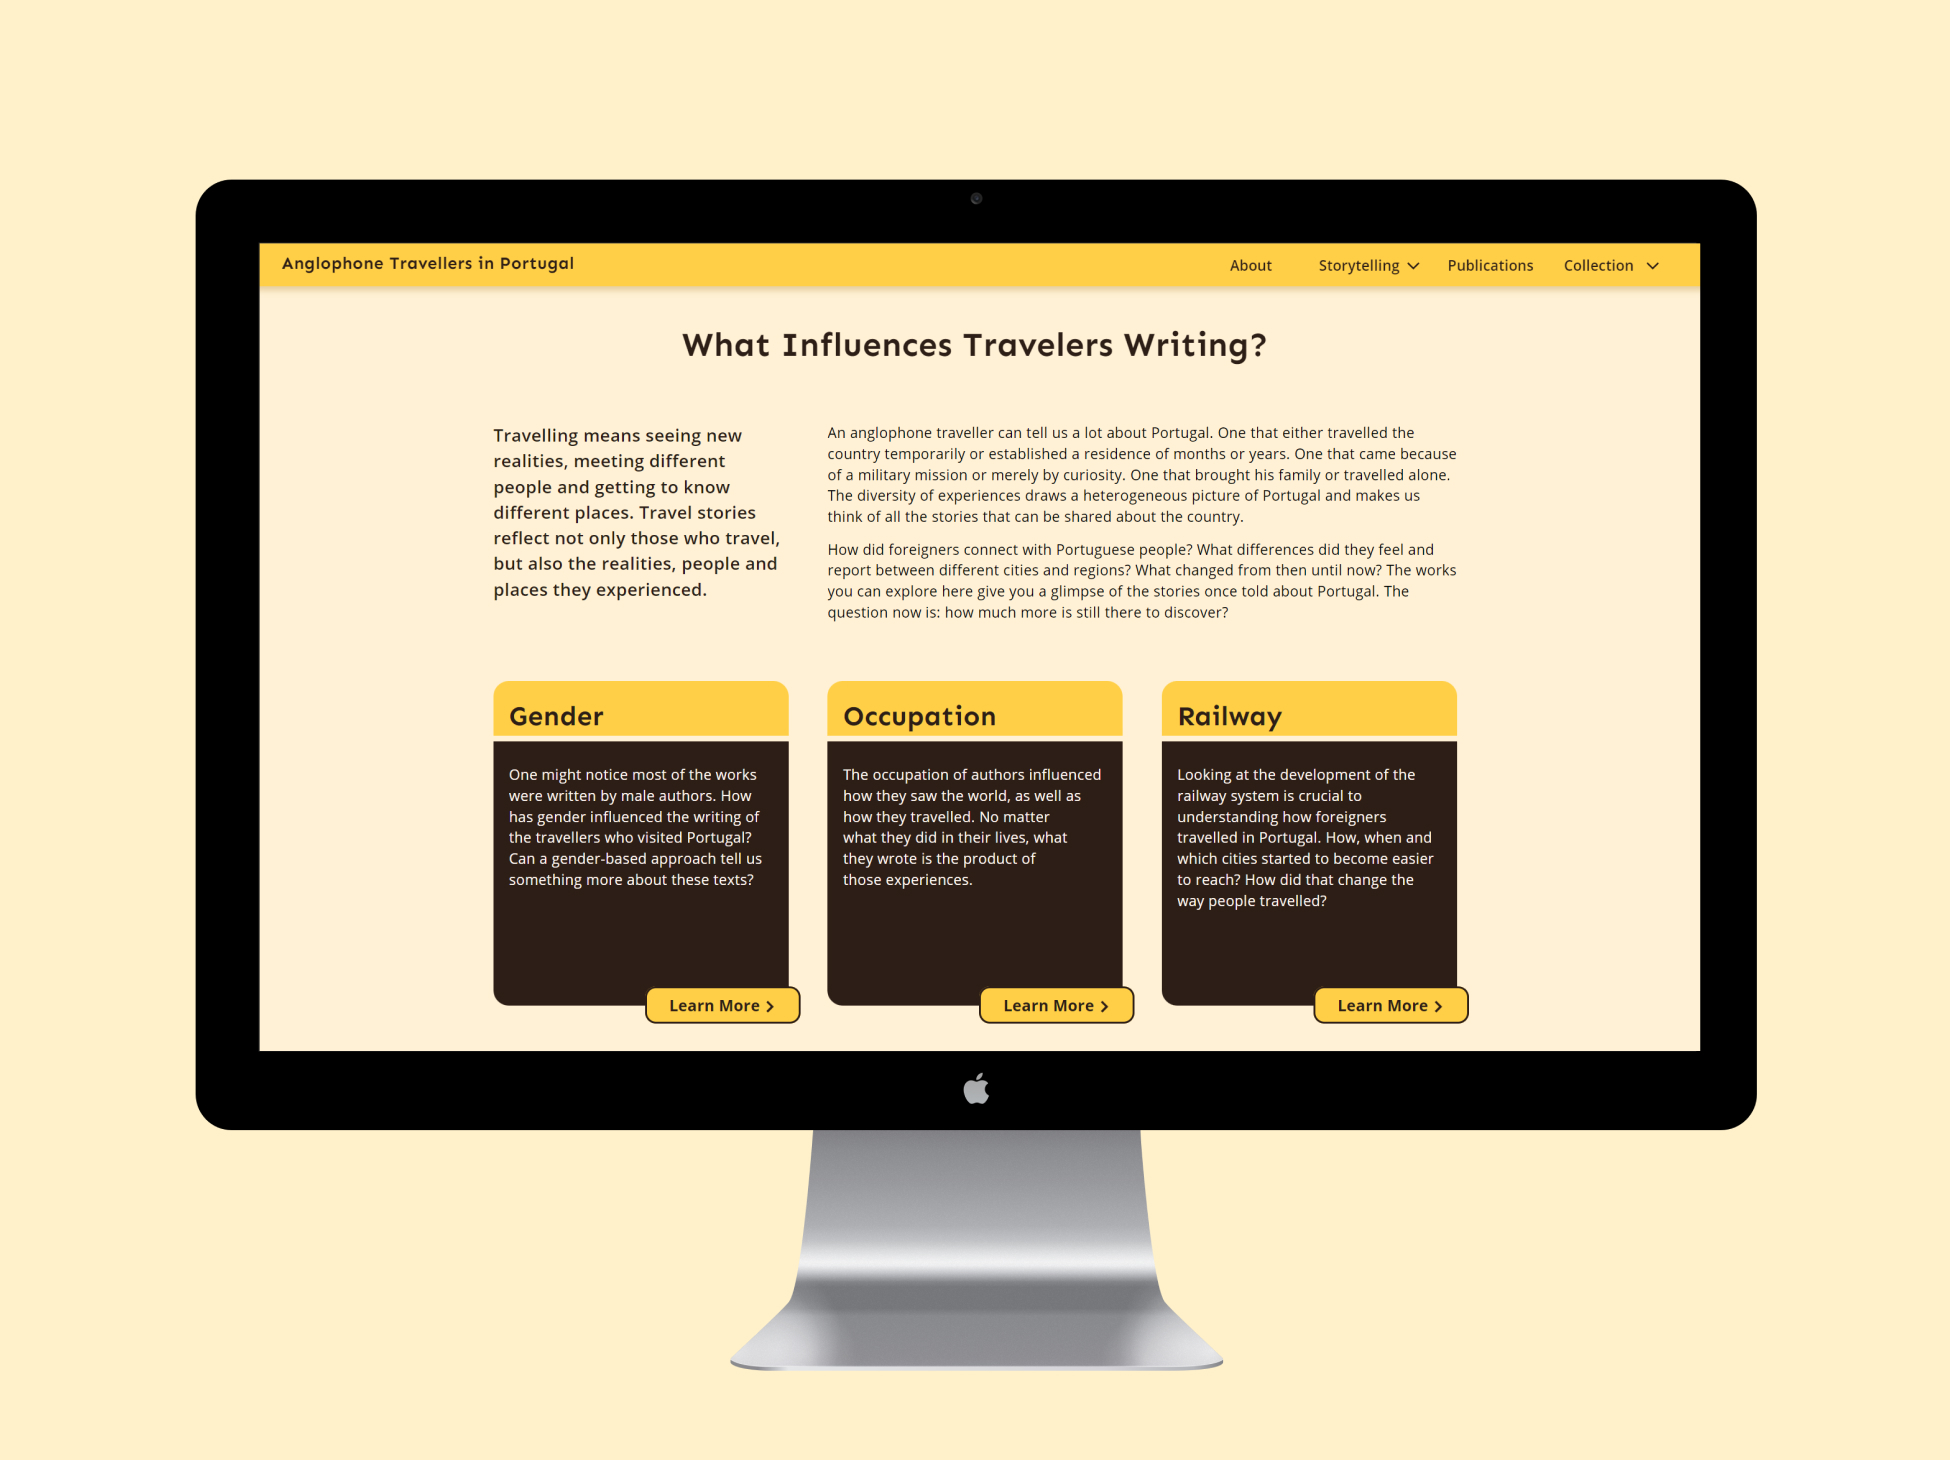 Anglophone Travellers in Portugal
About
Storytelling
Publications
Collection
What Influences Travelers Writing?
Travelling means seeing new
realities, meeting different
people and getting to know
different places. Travel stories
reflect not only those who travel,
but also the realities, people and
places they experienced.
An anglophone traveller can tell us a lot about Portugal. One that either travelled the
country temporarily or established a residence of months or years. One that came because
of a military mission or merely by curiosity. One that brought his family or travelled alone.
The diversity of experiences draws a heterogeneous picture of Portugal and makes us
think of all the stories that can be shared about the country.
How did foreigners connect with Portuguese people? What differences did they feel and
report between different cities and regions? What changed from then until now? The works
you can explore here give you a glimpse of the stories once told about Portugal. The
question now is: how much more is still there to discover?
Gender
One might notice most of the works
were written by male authors. How
has gender influenced the writing of
the travellers who visited Portugal?
Can a gender-based approach tell us
something more about these texts?
Learn More
Occupation
The occupation of authors influenced
how they saw the world, as well as
how they travelled. No matter
what they did in their lives, what
they wrote is the product of
those experiences.
Learn More
Railway
Looking at the development of the
railway system is crucial to
understanding how foreigners
travelled in Portugal. How, when and
which cities started to become easier
to reach? How did that change the
way people travelled?
Learn More